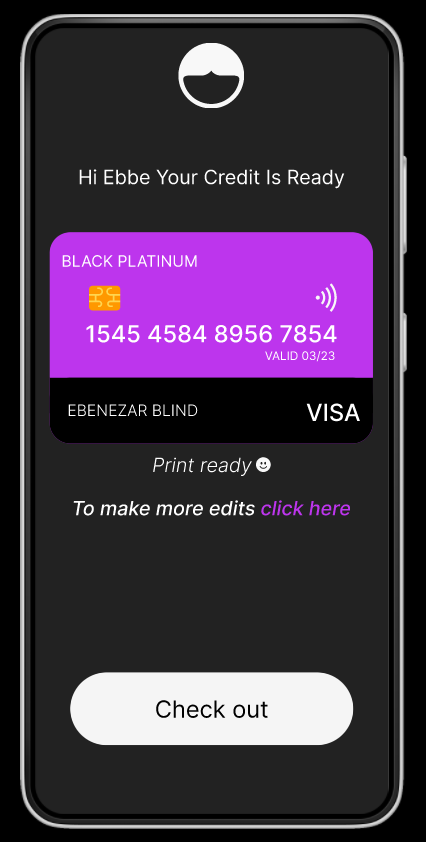 Hi Ebbe Your Credit Is Ready
BLACK PLATINUM
1545 4584 8956 7854
VALID 03/23
EBENEZAR BLIND
VISA
Print ready
To make more edits click here
Check out